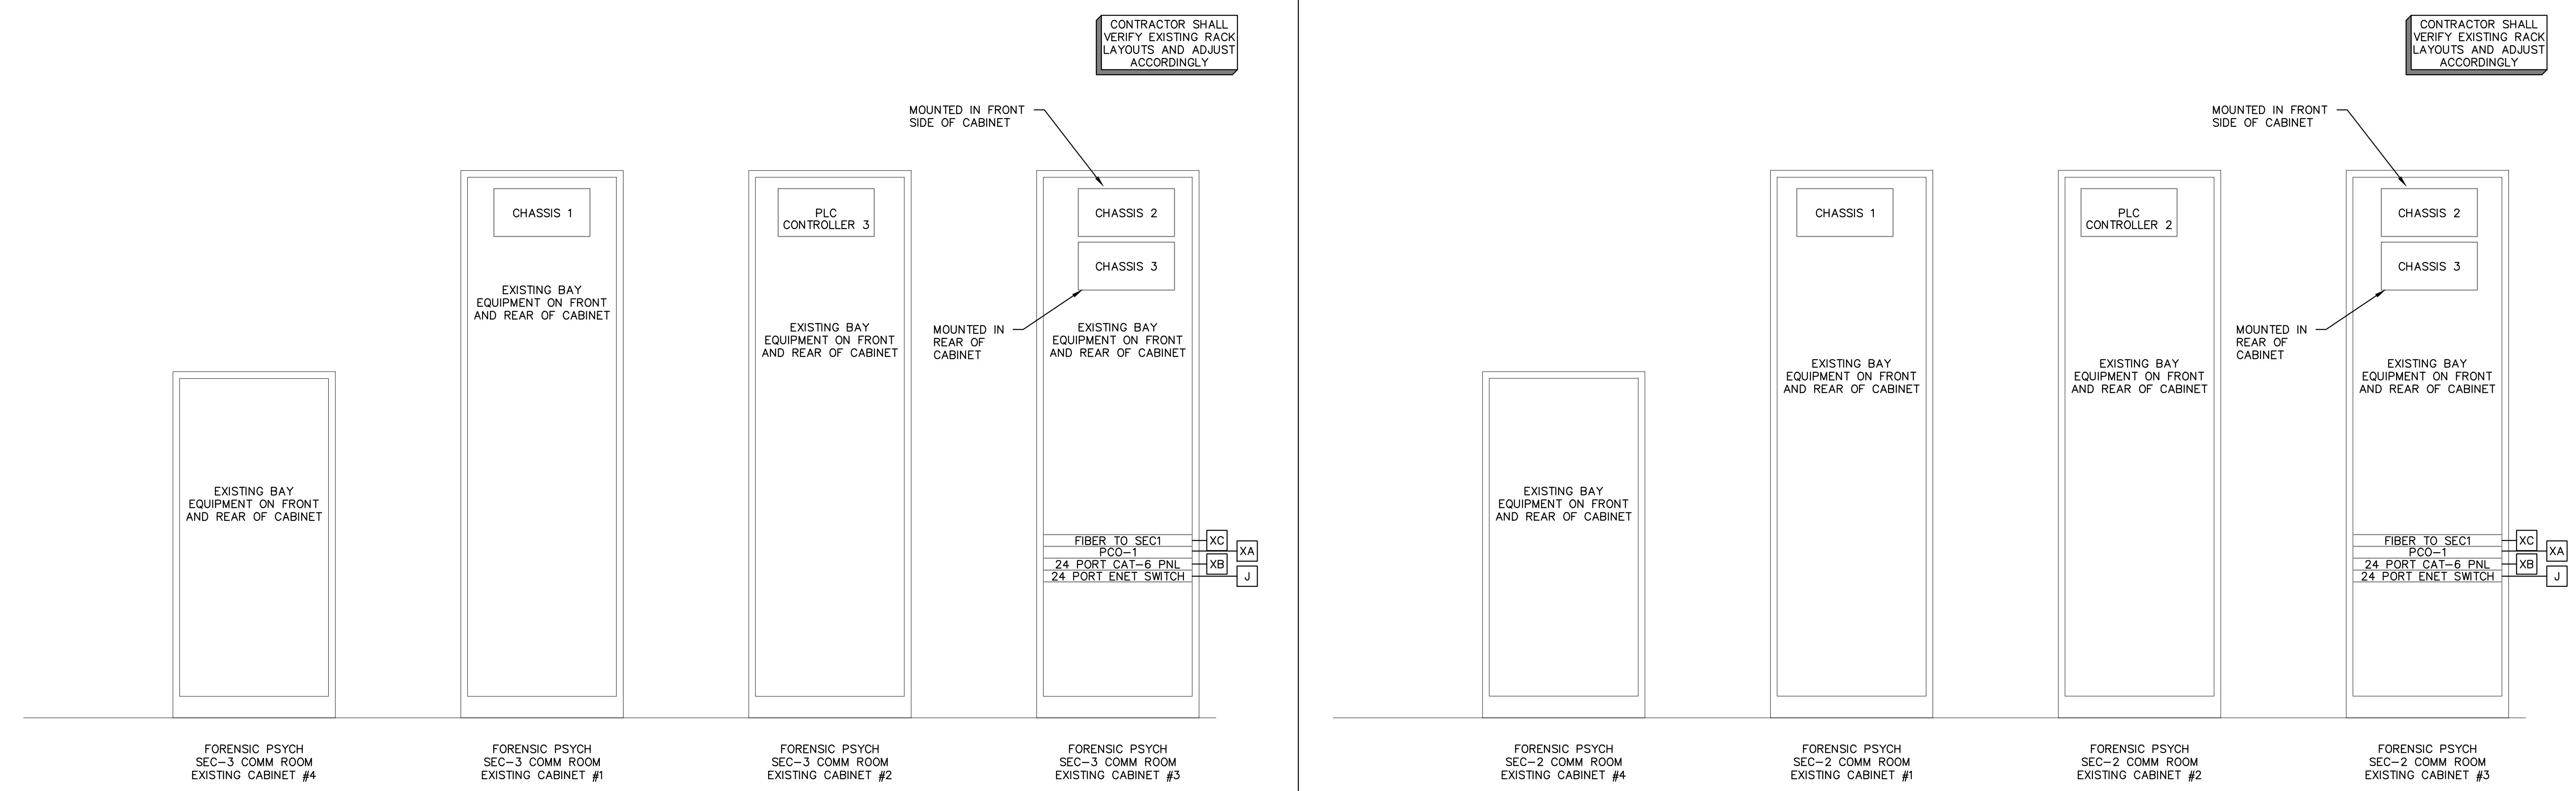 CONTRACTOR SHALL
VERIFY EXISTING RACK
LAYOUTS AND ADJUST
ACCORDINGLY
MOUNTED IN FRONT
SIDE OF CABINET
CHASSIS 1
EXISTING BAY
EQUIPMENT ON FRONT
AND REAR OF CABINET
PLC
CONTROLLER 3
EXISTING BAY
EQUIPMENT ON FRONT
AND REAR OF CABINET
CHASSIS 2
CHASSIS 3
MOUNTED IN
REAR OF
CABINET
EXISTING BAY
EQUIPMENT ON FRONT
AND REAR OF CABINET
EXISTING BAY
EQUIPMENT ON FRONT
AND REAR OF CABINET
FIBER TO SEC1
XC
PCO-1
XA
24 PORT CAT-6 PNL
XB
24 PORT ENET SWITCH
J
FORENSIC PSYCH
SEC-3 COMM ROOM
EXISTING CABINET #4
FORENSIC PSYCH
SEC-3 COMM ROOM
EXISTING CABINET #1
FORENSIC PSYCH
SEC-3 COMM ROOM
EXISTING CABINET #2
FORENSIC PSYCH
SEC-3 COMM ROOM
EXISTING CABINET #3
CONTRACTOR SHALL
VERIFY EXISTING RACK
LAYOUTS AND ADJUST
ACCORDINGLY
MOUNTED IN FRONT
SIDE OF CABINET
CHASSIS 1
PLC
CONTROLLER 2
CHASSIS 2
CHASSIS 3
MOUNTED IN
REAR OF
CABINET
EXISTING BAY
EQUIPMENT ON FRONT
AND REAR OF CABINET
EXISTING BAY
EQUIPMENT ON FRONT
AND REAR OF CABINET
EXISTING BAY
EQUIPMENT ON FRONT
AND REAR OF CABINET
EXISTING BAY
EQUIPMENT ON FRONT
AND REAR OF CABINET
FIBER TO SEC1
XC
PCO-1
XA
24 PORT CAT-6 PNL
XB
24 PORT ENET SWITCH
J
FORENSIC PSYCH
SEC-2 COMM ROOM
EXISTING CABINET #4
FORENSIC PSYCH
SEC-2 COMM ROOM
EXISTING CABINET #1
FORENSIC PSYCH
SEC-2 COMM ROOM
EXISTING CABINET #2
FORENSIC PSYCH
SEC-2 COMM ROOM
EXISTING CABINET #3